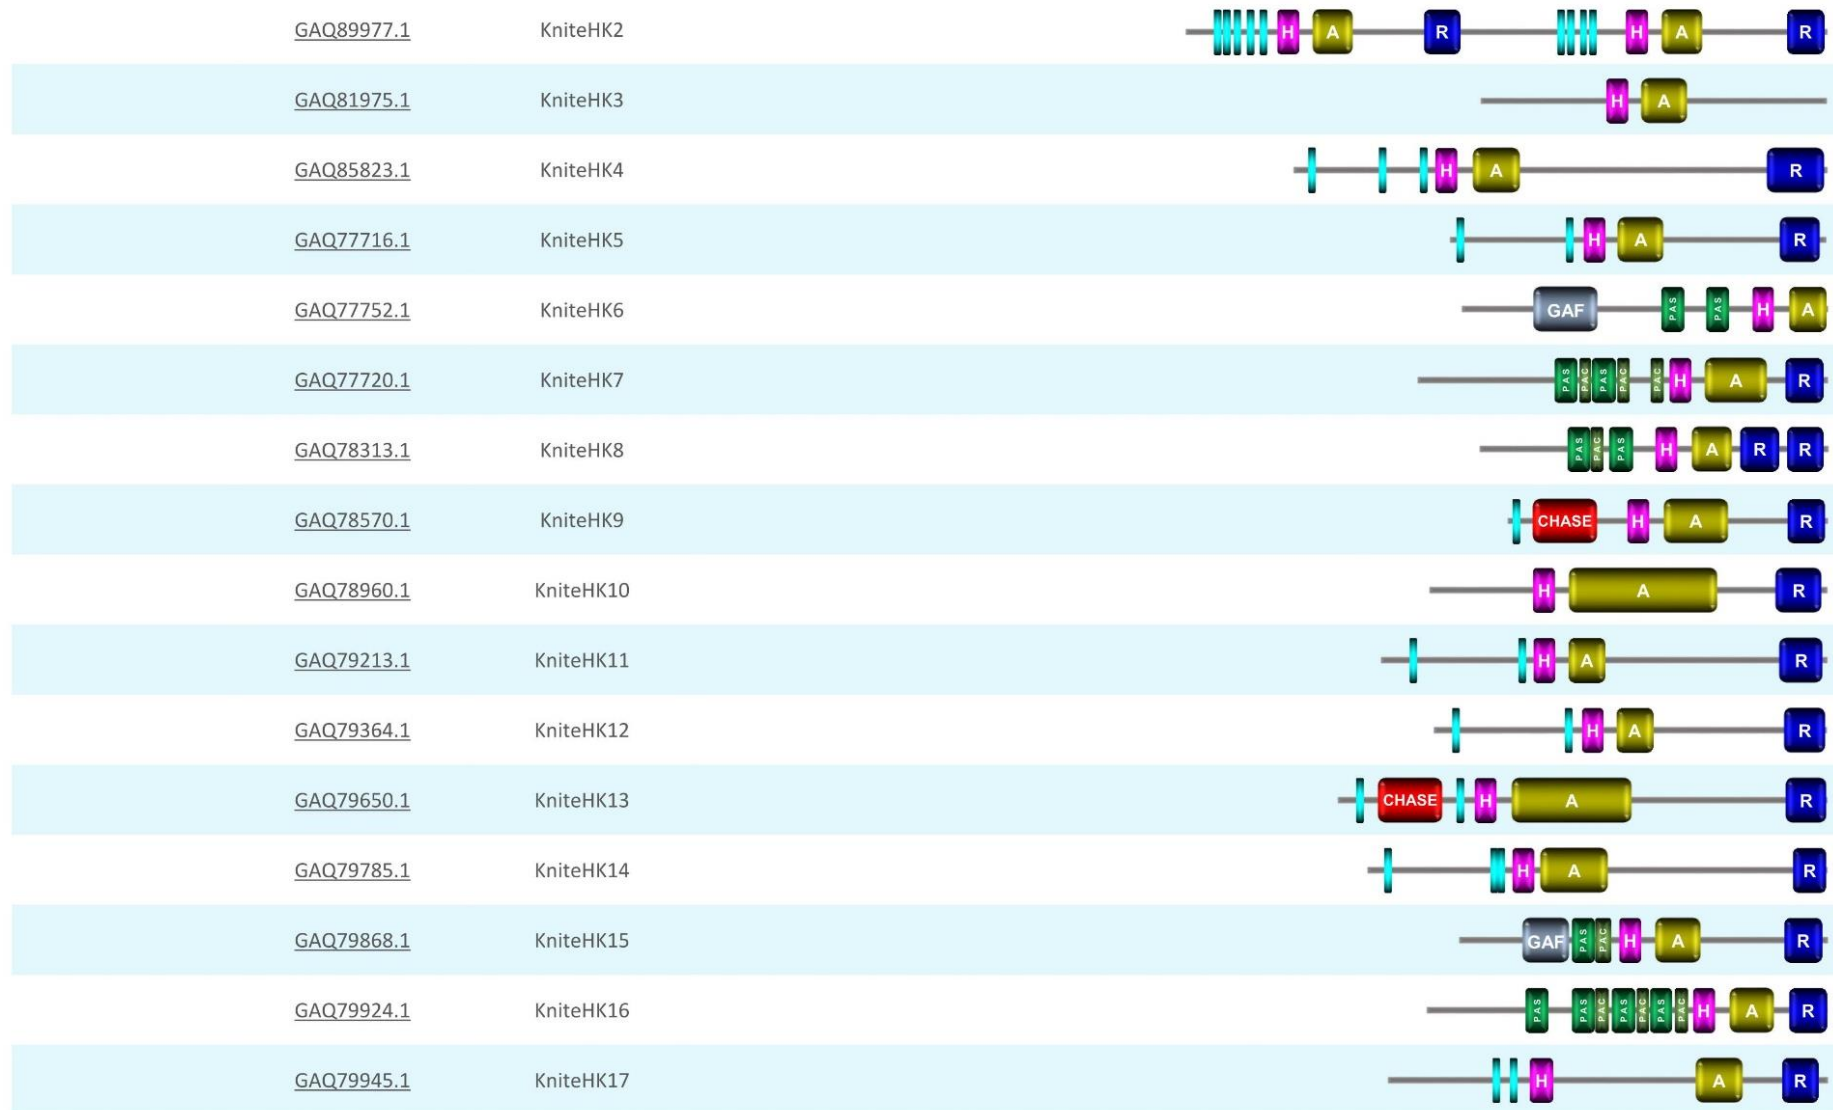 GAQ89977.1 KniteHK2 H A R H A R
GAQ81975.1 KniteHK3 H A
GAQ85823.1 KniteHK4 H A R
GAQ77716.1 KniteHK5 H A R
GAQ77752.1 KniteHK6 GAF PAS PAS H A
GAQ77720.1 KniteHK7 PAS PAC PAS PAC PAC H A R
GAQ78313.1 KniteHK8 PAS PAC PAS H A R R
GAQ78570.1 KniteHK9 CHASE H A R
GAQ78960.1 KniteHK10 H A R
GAQ79213.1 KniteHK11 H A R
GAQ79364.1 KniteHK12 H A R
GAQ79650.1 KniteHK13 CHASE H A R
GAQ79785.1 KniteHK14 H A R
GAQ79868.1 KniteHK15 GAF PAS PAC H A R
GAQ79924.1 KniteHK16 PAS PAS PAC PAS PAC PAS PAC H A R
GAQ79945.1 KniteHK17 H A R